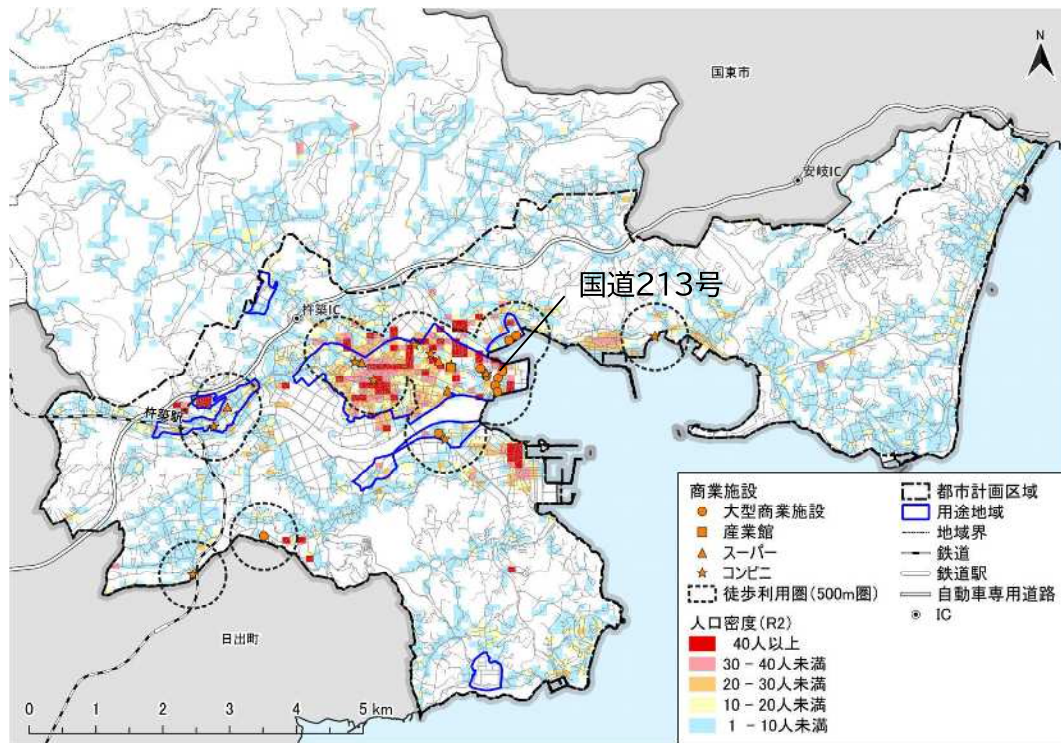 N
国東市
安岐IC
国道213号
杵築IC
杵築駅
日出町
0 1 2 3 4 5 km
商業施設
大型商業施設
産業館
スーパー
コンビニ
徒歩利用圏(500m圏)
人口密度(R2)
40人以上
30 - 40人未満
20 - 30人未満
10 - 20人未満
1 - 10人未満
都市計画区域
用途地域
地域界
鉄道
鉄道駅
自動車専用道路
IC